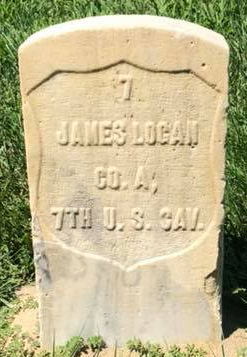 7
JAMES LOGAN
CO. A,
7TH U. S. CAV.